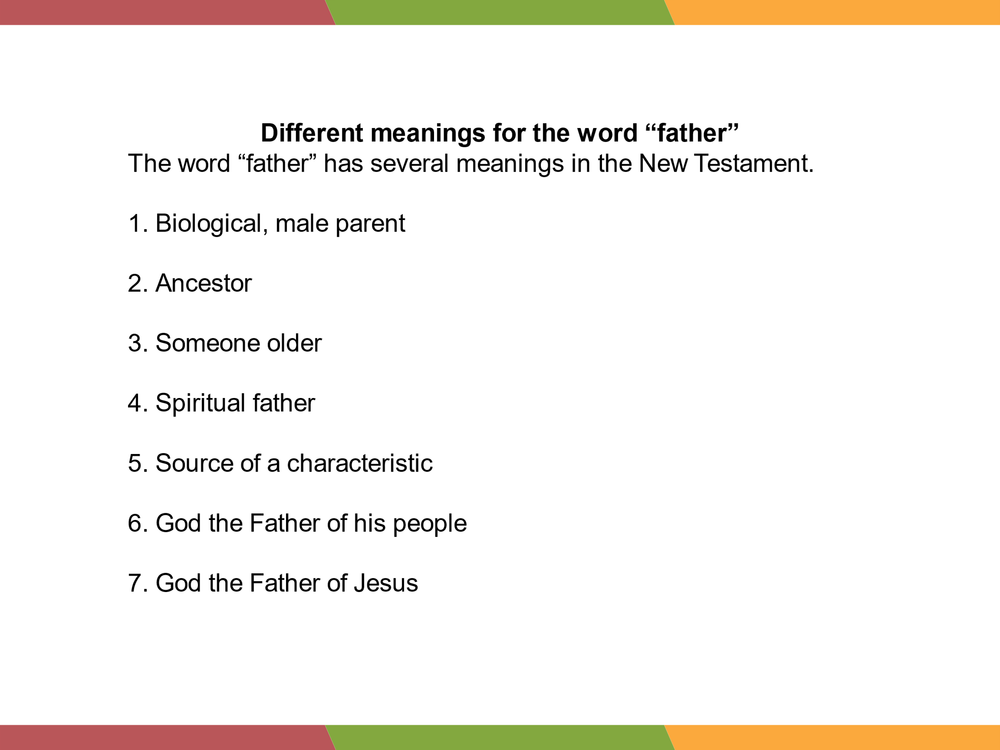 Different meanings for the word “father”
The word “father” has several meanings in the New Testament.
1. Biological, male parent
2. Ancestor
3. Someone older
4. Spiritual father
5. Source of a characteristic
6. God the Father of his people
7. God the Father of Jesus